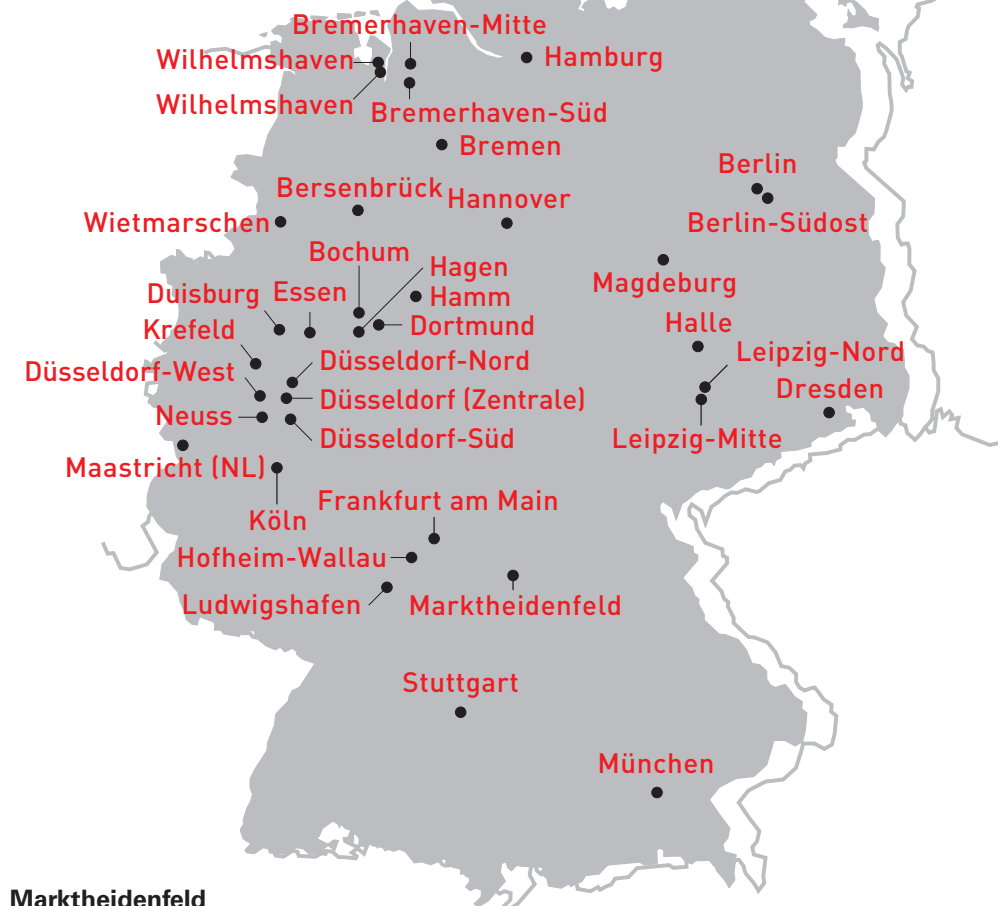 Bremerhaven-Mitte
Wilhelmshaven
Hamburg
Wilhelmshaven
Bremerhaven-Süd
Bremen
Berlin
Bersenbrück
Hannover
Wietmarschen
Berlin-Südost
Bochum
Hagen
Magdeburg
Duisburg
Essen
Hamm
Krefeld
Dortmund
Halle
Düsseldorf-Nord
Leipzig-Nord
Düsseldorf-West
Dresden
Düsseldorf (Zentrale)
Neuss
Düsseldorf-Süd
Leipzig-Mitte
Maastricht (NL)
Frankfurt am Main
Köln
Hofheim-Wallau
Ludwigshafen
Marktheidenfeld
Stuttgart
München
Marktheidenfeld